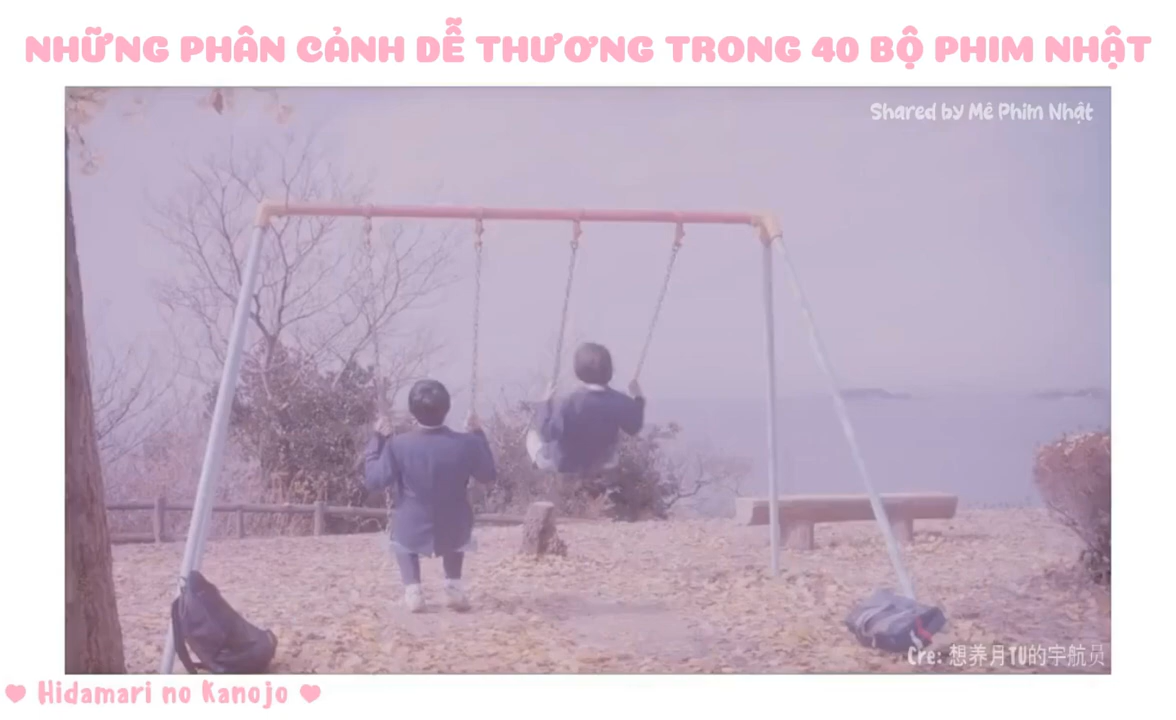 NHỮNG PHÂN CẢNH DỄ THƯƠNG TRONG 40 BỘ PHIM NHẬT
Shared by Mê Phim Nhật
Cre: 想养月TU的宇航员
Hidamari no Kanojo